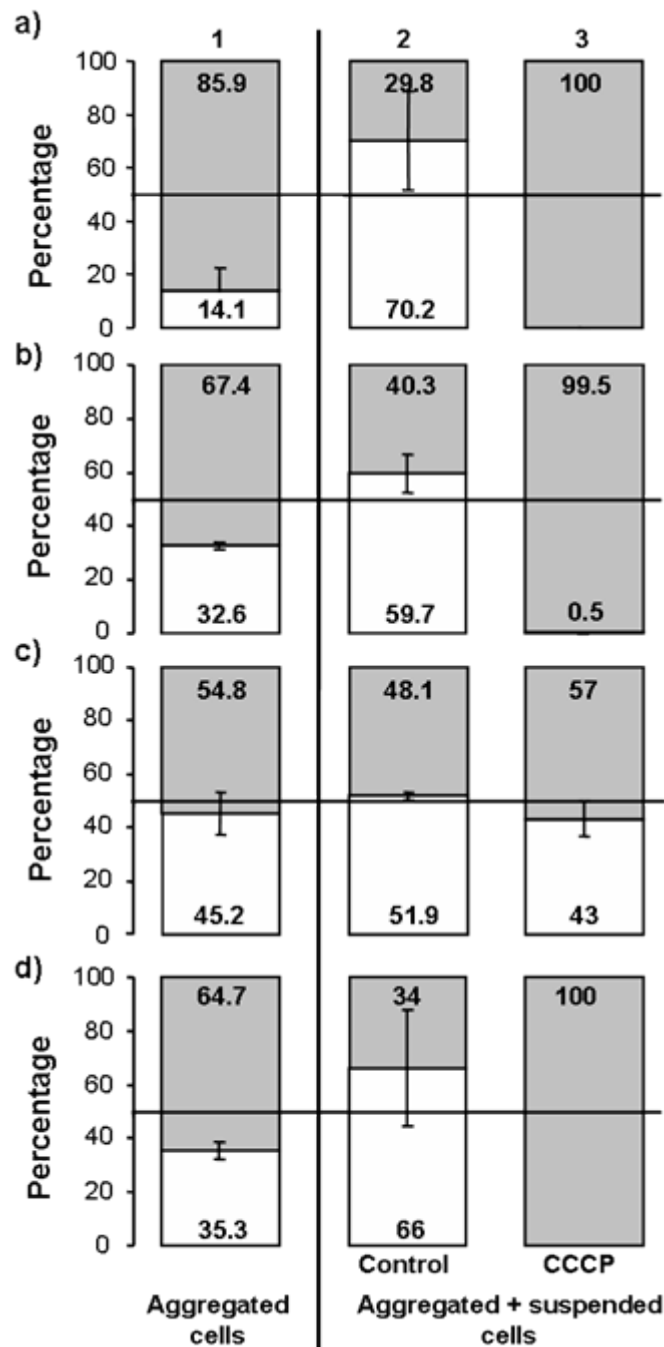 a)
1 2 3
Percentage
100
80
60
40
20
0
85.9 29.8 100
14.1 70.2
b)
Percentage
100
80
60
40
20
0
67.4 40.3 99.5
32.6 59.7 0.5
c)
Percentage
100
80
60
40
20
0
54.8 48.1 57
45.2 51.9 43
d)
Percentage
100
80
60
40
20
0
64.7 34 100
35.3 66
Control CCCP
Aggregated
cells
Aggregated + suspended
cells